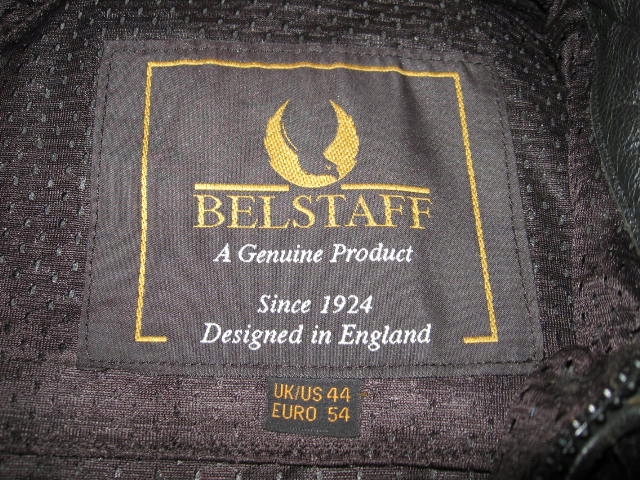 BELSTAFF
A Genuine Product
Since 1924
Designed in England
UK/US 44
EURO 54